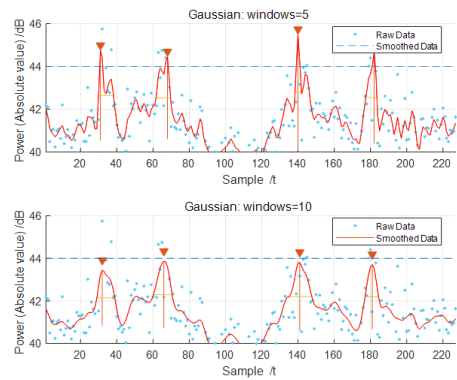 Gaussian: windows=5
Power (Absolute value) /dB
46
44
42
40
Raw Data
Smoothed Data
20 40 60 80 100 120 140 160 180 200 220
Sample /t
Gaussian: windows=10
Power (Absolute value) /dB
46
44
42
40
Raw Data
Smoothed Data
20 40 60 80 100 120 140 160 180 200 220
Sample /t